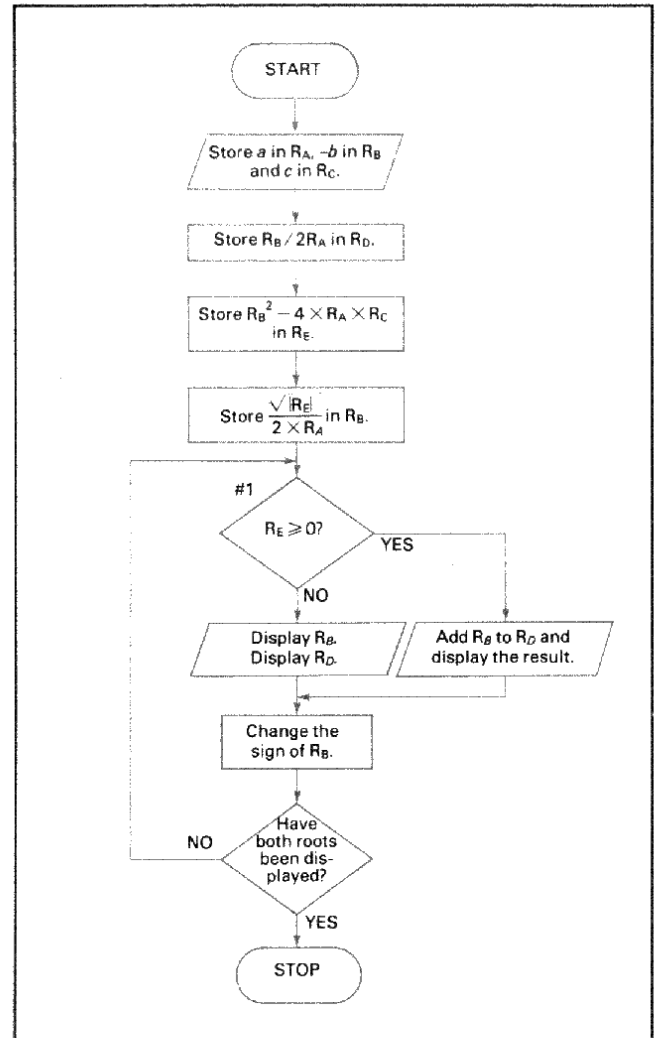 START
Store a in RA, -b in RB
and c in RC.
Store RB / 2RA in RD.
Store RB² − 4 × RA × RC
in RE.
Store √|RE| / 2 × RA in RB.
#1
RE ⩾ 0?
YES
NO
Display RB.
Display RD.
Add RB to RD and
display the result.
Change the
sign of RB.
NO
Have
both roots
been dis-
played?
YES
STOP